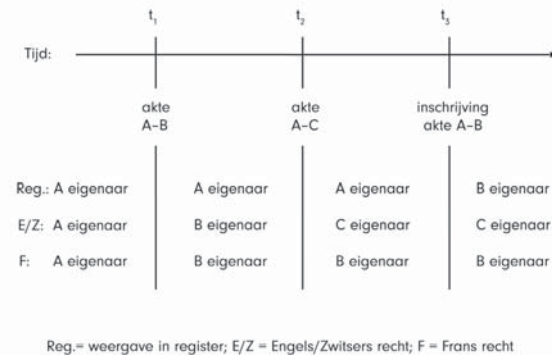 t₁ t₂ t₃
Tijd:
akte akte inschrijving
A–B A–C akte A–B
Reg.: A eigenaar A eigenaar A eigenaar B eigenaar
E/Z: A eigenaar B eigenaar C eigenaar C eigenaar
F: A eigenaar B eigenaar B eigenaar B eigenaar
Reg.= weergave in register; E/Z = Engels/Zwitsers recht; F = Frans recht